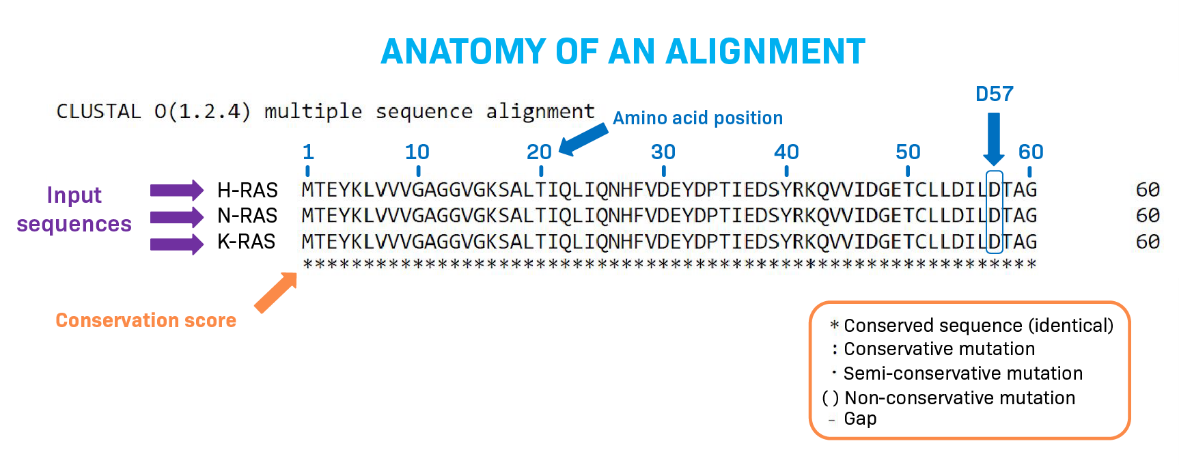 ANATOMY OF AN ALIGNMENT
D57
CLUSTAL O(1.2.4) multiple sequence alignment
Amino acid position
1 10 20 30 40 50 60
Input sequences
H-RAS MTEYKLVVVGAGGVGKSALTIQLIQNHFVDEYDPTIEDSYRKQVVIDGETCLLDILDTAG 60
N-RAS MTEYKLVVVGAGGVGKSALTIQLIQNHFVDEYDPTIEDSYRKQVVIDGETCLLDILDTAG 60
K-RAS MTEYKLVVVGAGGVGKSALTIQLIQNHFVDEYDPTIEDSYRKQVVIDGETCLLDILDTAG 60
************************************************************
Conservation score
* Conserved sequence (identical)
: Conservative mutation
· Semi-conservative mutation
( ) Non-conservative mutation
- Gap